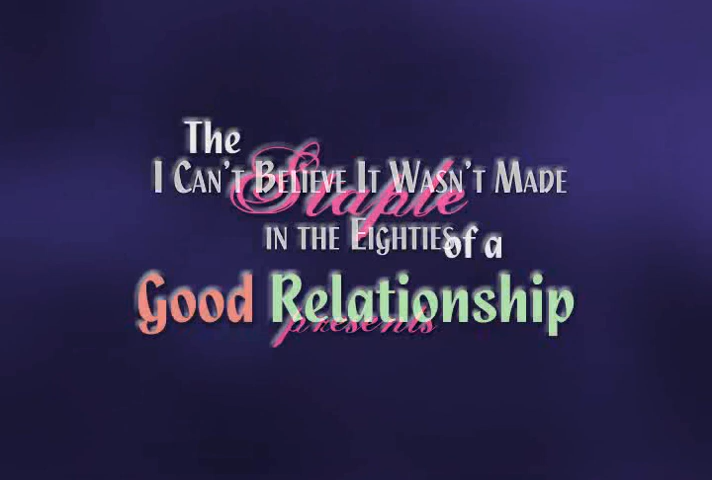 The
I Can't Believe It Wasn't Made
Staple
in the Eighties
of a
Good Relationship
presents